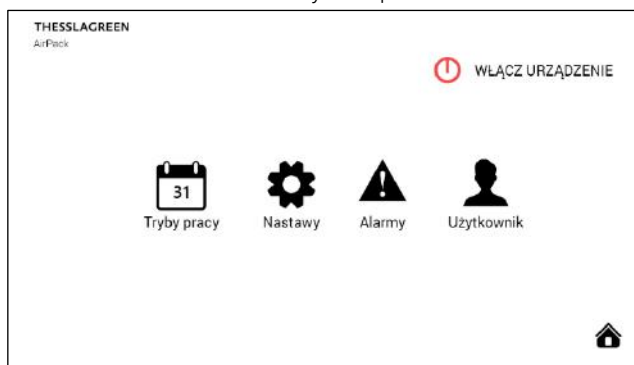 THESSLAGREEN
AirPack
WŁĄCZ URZĄDZENIE
31
Tryby pracy
Nastawy
Alarmy
Użytkownik